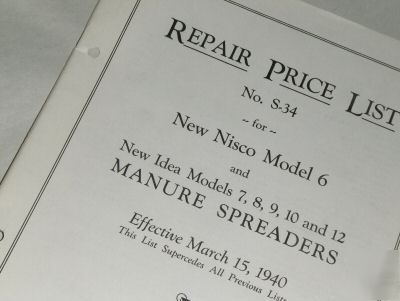 REPAIR PRICE LIST
No. S-34
~ for ~
New Nisco Model 6
and
New Idea Models 7, 8, 9, 10 and 12
MANURE SPREADERS
Effective March 15, 1940
This List Supercedes All Previous Lists